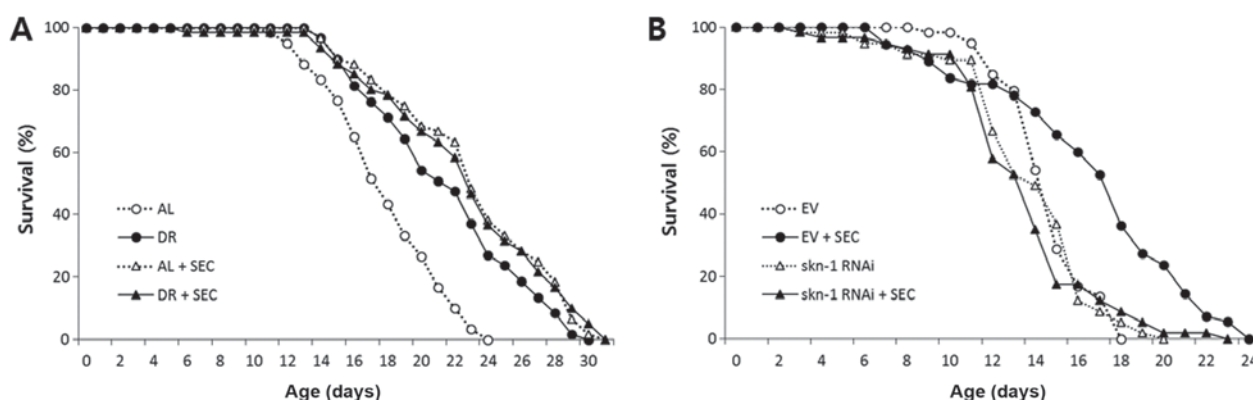 A
Survival (%)
100
80
60
40
20
0
AL
DR
AL + SEC
DR + SEC
0 2 4 6 8 10 12 14 16 18 20 22 24 26 28 30
Age (days)
B
Survival (%)
100
80
60
40
20
0
EV
EV + SEC
skn-1 RNAi
skn-1 RNAi + SEC
0 2 4 6 8 10 12 14 16 18 20 22 24
Age (days)